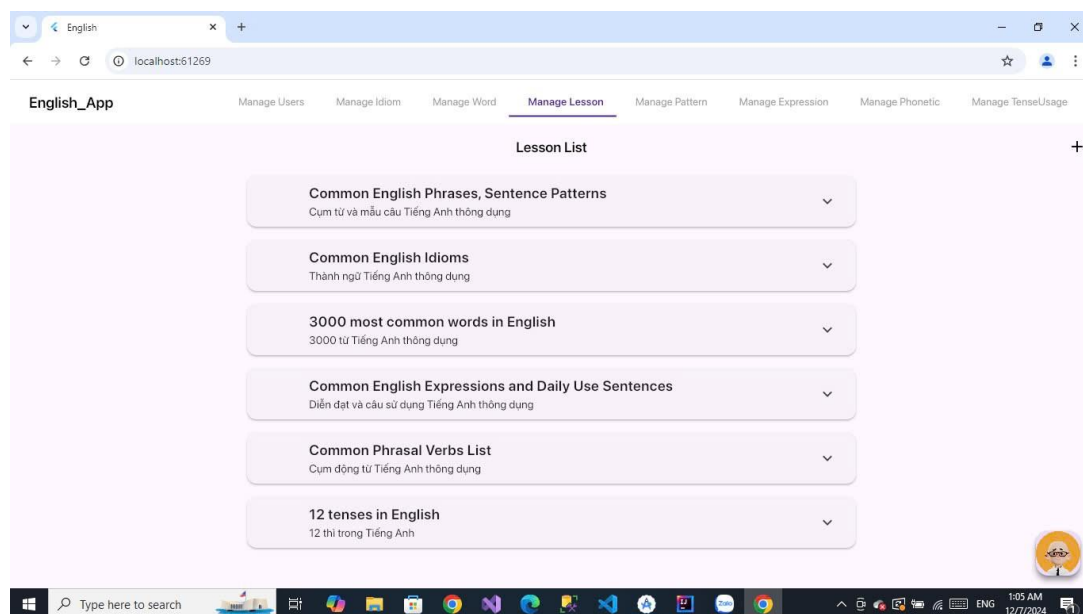 English
localhost:61269
English_App
Manage Users Manage Idiom Manage Word Manage Lesson Manage Pattern Manage Expression Manage Phonetic Manage TenseUsage
Lesson List
Common English Phrases, Sentence Patterns
Cụm từ và mẫu câu Tiếng Anh thông dụng
Common English Idioms
Thành ngữ Tiếng Anh thông dụng
3000 most common words in English
3000 từ Tiếng Anh thông dụng
Common English Expressions and Daily Use Sentences
Diễn đạt và câu sử dụng Tiếng Anh thông dụng
Common Phrasal Verbs List
Cụm động từ Tiếng Anh thông dụng
12 tenses in English
12 thì trong Tiếng Anh
Type here to search
Zalo
ENG
1:05 AM
12/7/2024